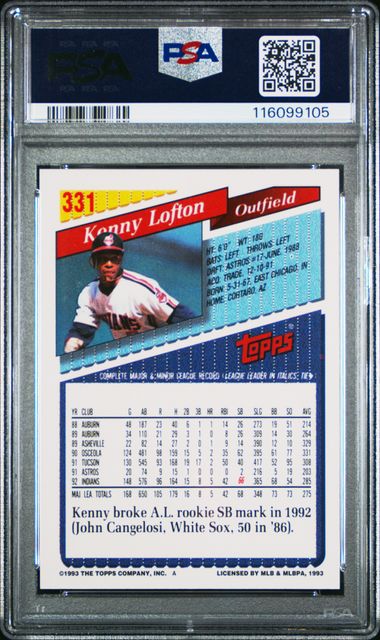 PSA
PSA
116099105
331
Kenny Lofton
Outfield
HT: 6'0" WT: 180
BATS: LEFT THROWS: LEFT
DRFT: ASTROS #17-JUNE, 1988
ACQ: TRADE, 12-10-91
BORN: 5-31-67, EAST CHICAGO, IN
HOME: CORTARO, AZ
Topps
COMPLETE MAJOR & MINOR LEAGUE RECORD (LEAGUE LEADER IN ITALICS, TIE♦)
YR CLUB G AB R H 2B 3B HR RBI SB SLG BB SO AVG
88 AUBURN 48 187 23 40 6 1 1 14 26 .273 19 51 .214
89 AUBURN 34 110 21 29 3 1 0 8 26 .309 14 30 .264
89 ASHEVILLE 22 82 14 27 2 0 1 9 14 .390 12 10 .329
90 OSCEOLA 124 481 98 159 15 5 2 35 62 .395 61 77 .331
91 TUCSON 130 545 93 168 19 17 2 50 40 .417 52 95 .308
91 ASTROS 20 74 9 15 1 0 0 0 2 .216 5 19 .203
92 INDIANS 148 576 96 164 15 8 5 42 66 .365 68 54 .285
MAJ. LEA. TOTALS 168 650 105 179 16 8 5 42 68 .348 73 73 .275
Kenny broke A.L. rookie SB mark in 1992
(John Cangelosi, White Sox, 50 in '86).
©1993 THE TOPPS COMPANY, INC. A LICENSED BY MLB & MLBPA, 1993
PSA